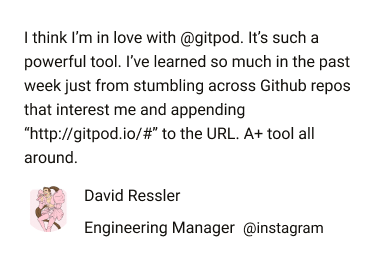 I think I’m in love with @gitpod. It’s such a
powerful tool. I’ve learned so much in the past
week just from stumbling across Github repos
that interest me and appending
“http://gitpod.io/#” to the URL. A+ tool all
around.
David Ressler
Engineering Manager @instagram